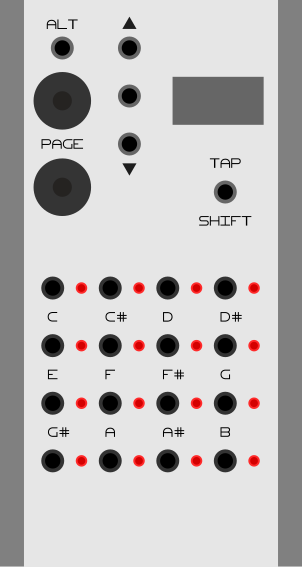 ALT
PAGE
TAP
SHIFT
C C# D D#
E F F# G
G# A A# B